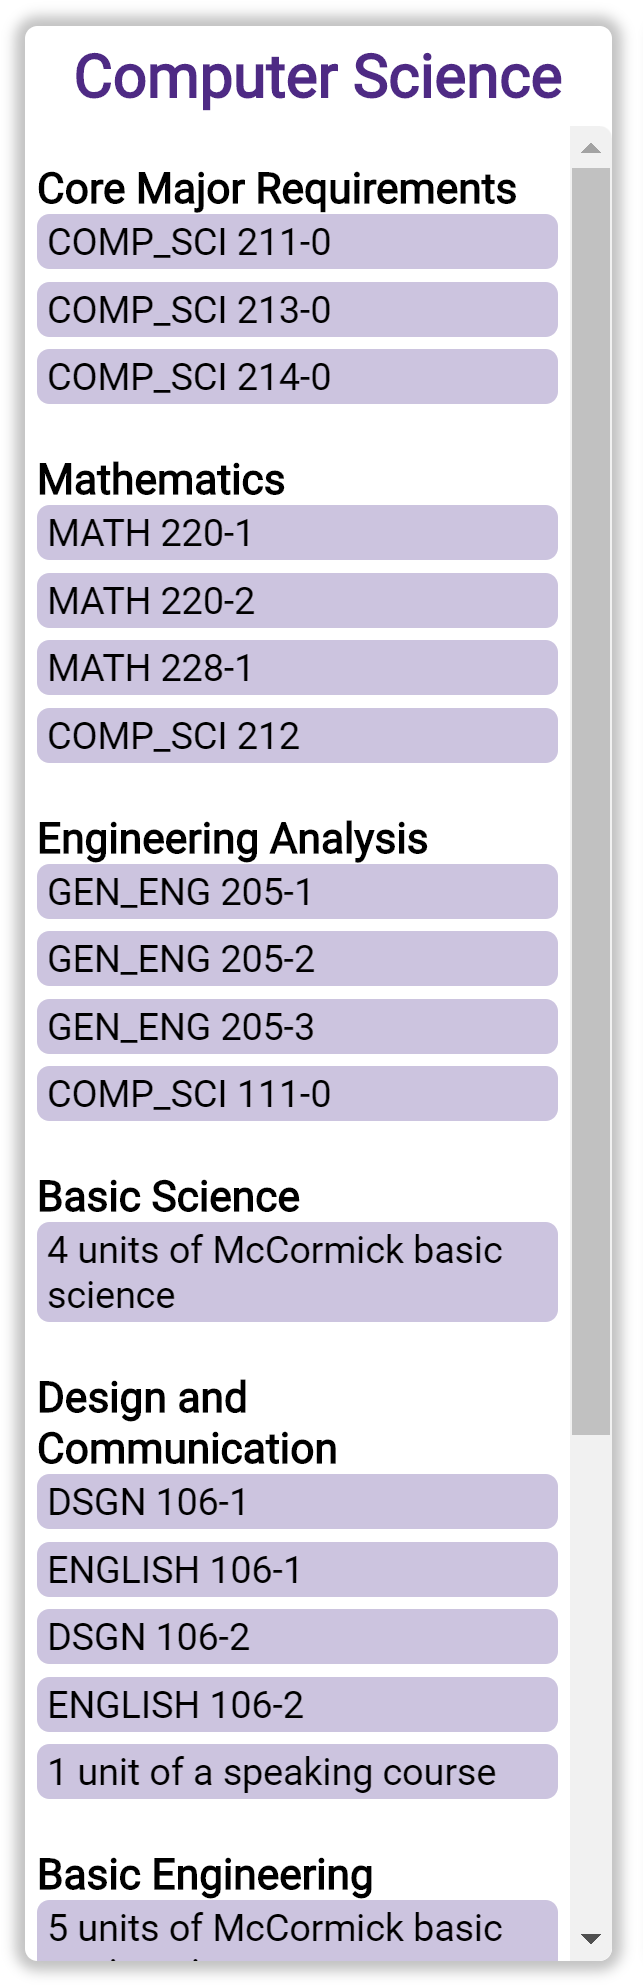 Computer Science
Core Major Requirements
COMP_SCI 211-0
COMP_SCI 213-0
COMP_SCI 214-0
Mathematics
MATH 220-1
MATH 220-2
MATH 228-1
COMP_SCI 212
Engineering Analysis
GEN_ENG 205-1
GEN_ENG 205-2
GEN_ENG 205-3
COMP_SCI 111-0
Basic Science
4 units of McCormick basic
science
Design and
Communication
DSGN 106-1
ENGLISH 106-1
DSGN 106-2
ENGLISH 106-2
1 unit of a speaking course
Basic Engineering
5 units of McCormick basic